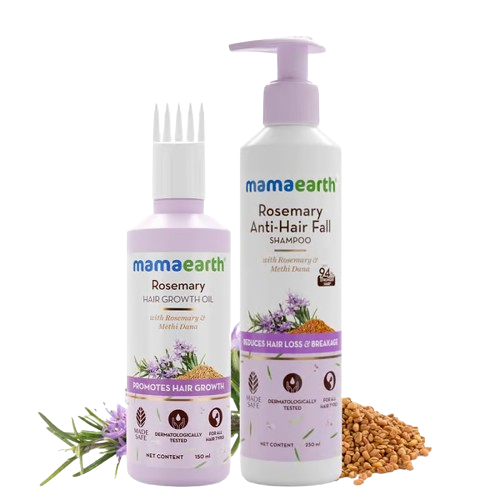 mamaearth®
Rosemary
HAIR GROWTH OIL
with Rosemary &
Methi Dana
PROMOTES HAIR GROWTH
MADE
SAFE
DERMATOLOGICALLY
TESTED
FOR ALL
HAIR TYPES
NET CONTENT 150 ml
mamaearth®
Rosemary
Anti-Hair Fall
SHAMPOO
with Rosemary &
Methi Dana
94%
REDUCES HAIR LOSS & BREAKAGE
MADE
SAFE
DERMATOLOGICALLY
TESTED
FOR ALL
HAIR TYPES
NET CONTENT 250 ml